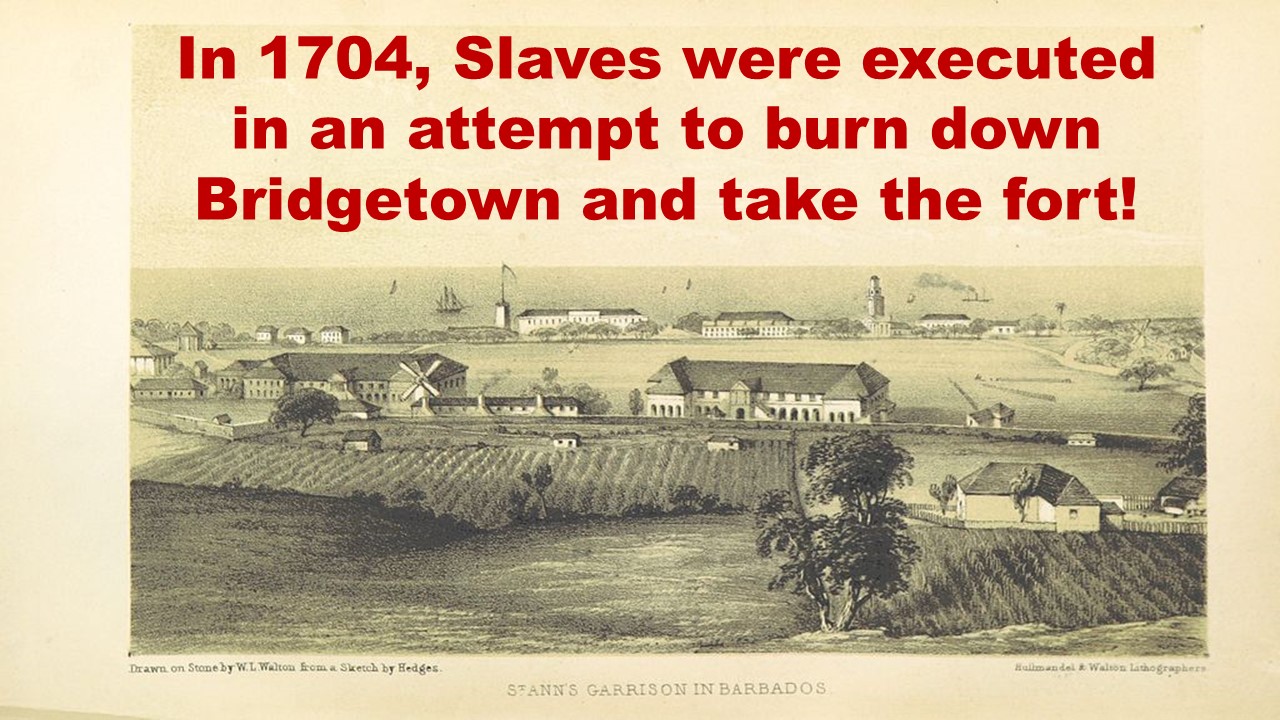 In 1704, Slaves were executed
in an attempt to burn down
Bridgetown and take the fort!
Drawn on Stone by W.L Walton from a Sketch by Hedges.
Hullmandel & Walton Lithographers
ST ANN'S GARRISON IN BARBADOS